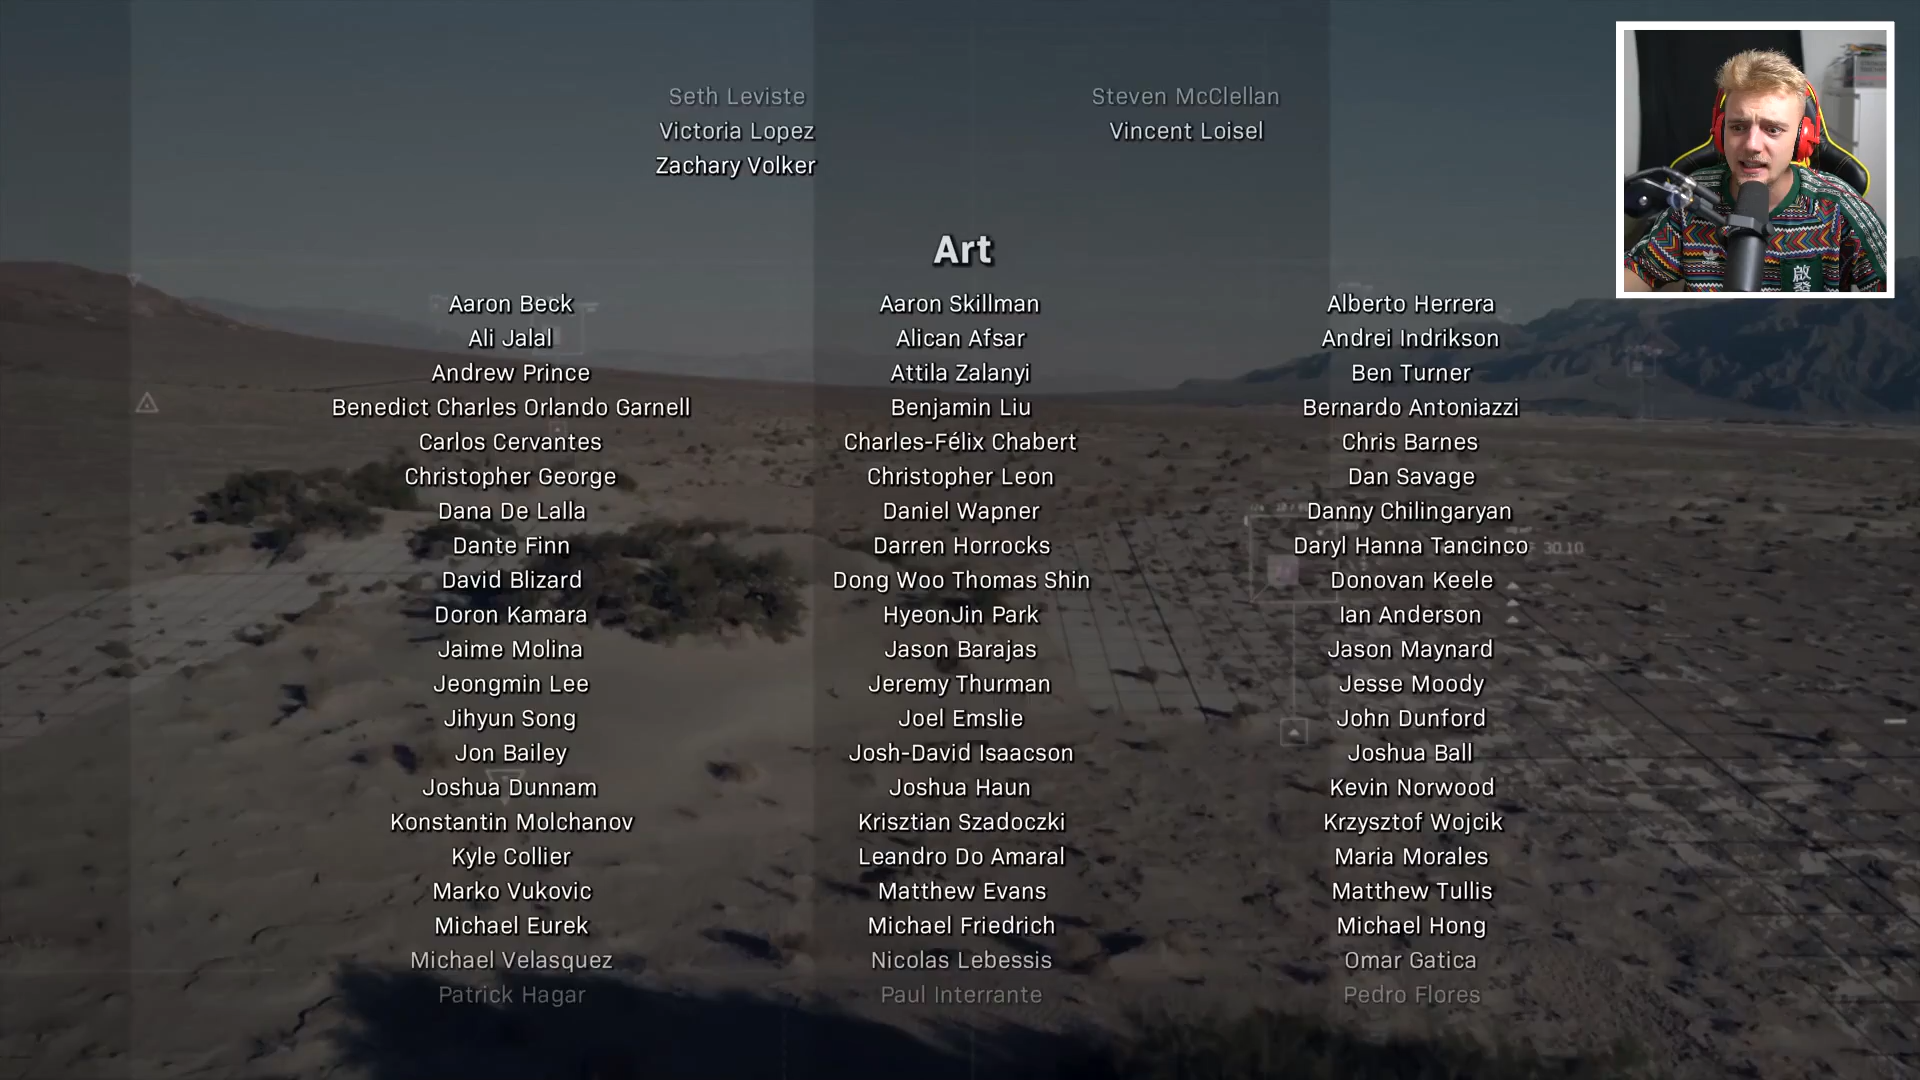 Seth Leviste Steven McClellan
Victoria Lopez Vincent Loisel
Zachary Volker
Art
Aaron Beck Aaron Skillman Alberto Herrera
Ali Jalal Alican Afsar Andrei Indrikson
Andrew Prince Attila Zalanyi Ben Turner
Benedict Charles Orlando Garnell Benjamin Liu Bernardo Antoniazzi
Carlos Cervantes Charles-Félix Chabert Chris Barnes
Christopher George Christopher Leon Dan Savage
Dana De Lalla Daniel Wapner Danny Chilingaryan
Dante Finn Darren Horrocks Daryl Hanna Tancinco 30.10
David Blizard Dong Woo Thomas Shin Donovan Keele
Doron Kamara HyeonJin Park Ian Anderson
Jaime Molina Jason Barajas Jason Maynard
Jeongmin Lee Jeremy Thurman Jesse Moody
Jihyun Song Joel Emslie John Dunford
Jon Bailey Josh-David Isaacson Joshua Ball
Joshua Dunnam Joshua Haun Kevin Norwood
Konstantin Molchanov Krisztian Szadoczki Krzysztof Wojcik
Kyle Collier Leandro Do Amaral Maria Morales
Marko Vukovic Matthew Evans Matthew Tullis
Michael Eurek Michael Friedrich Michael Hong
Michael Velasquez Nicolas Lebessis Omar Gatica
Patrick Hagar Paul Interrante Pedro Flores